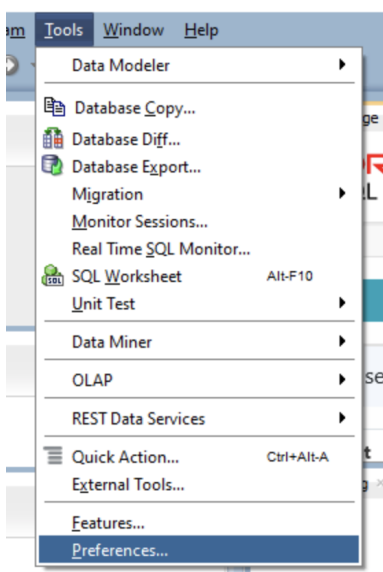 am Tools Window Help
Data Modeler
Database Copy...
Database Diff...
Database Export...
Migration
Monitor Sessions...
Real Time SQL Monitor...
SQL Worksheet Alt-F10
Unit Test
Data Miner
OLAP
REST Data Services
Quick Action... Ctrl+Alt-A
External Tools...
Features...
Preferences...